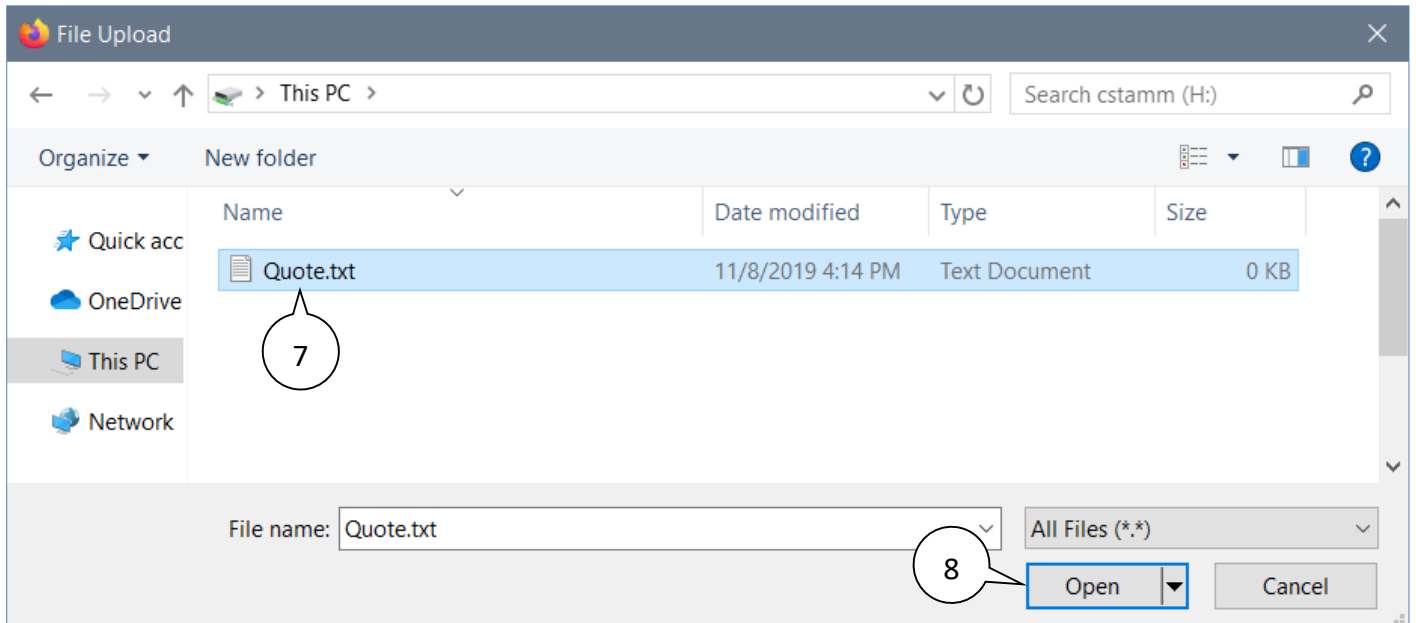 File Upload
This PC
Search cstamm (H:)
Organize
New folder
?
Name
Date modified
Type
Size
Quick acc
OneDrive
This PC
Network
Quote.txt
11/8/2019 4:14 PM
Text Document
0 KB
7
File name:
Quote.txt
All Files (*.*)
8
Open
Cancel